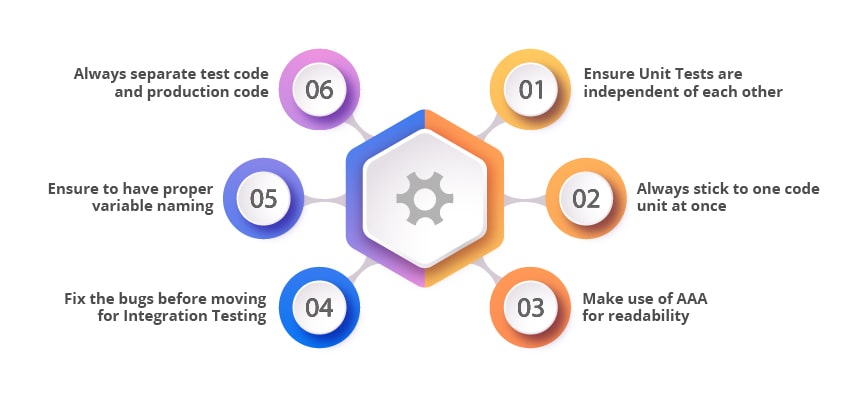 01
Ensure Unit Tests are
independent of each other
02
Always stick to one code
unit at once
03
Make use of AAA
for readability
04
Fix the bugs before moving
for Integration Testing
05
Ensure to have proper
variable naming
06
Always separate test code
and production code